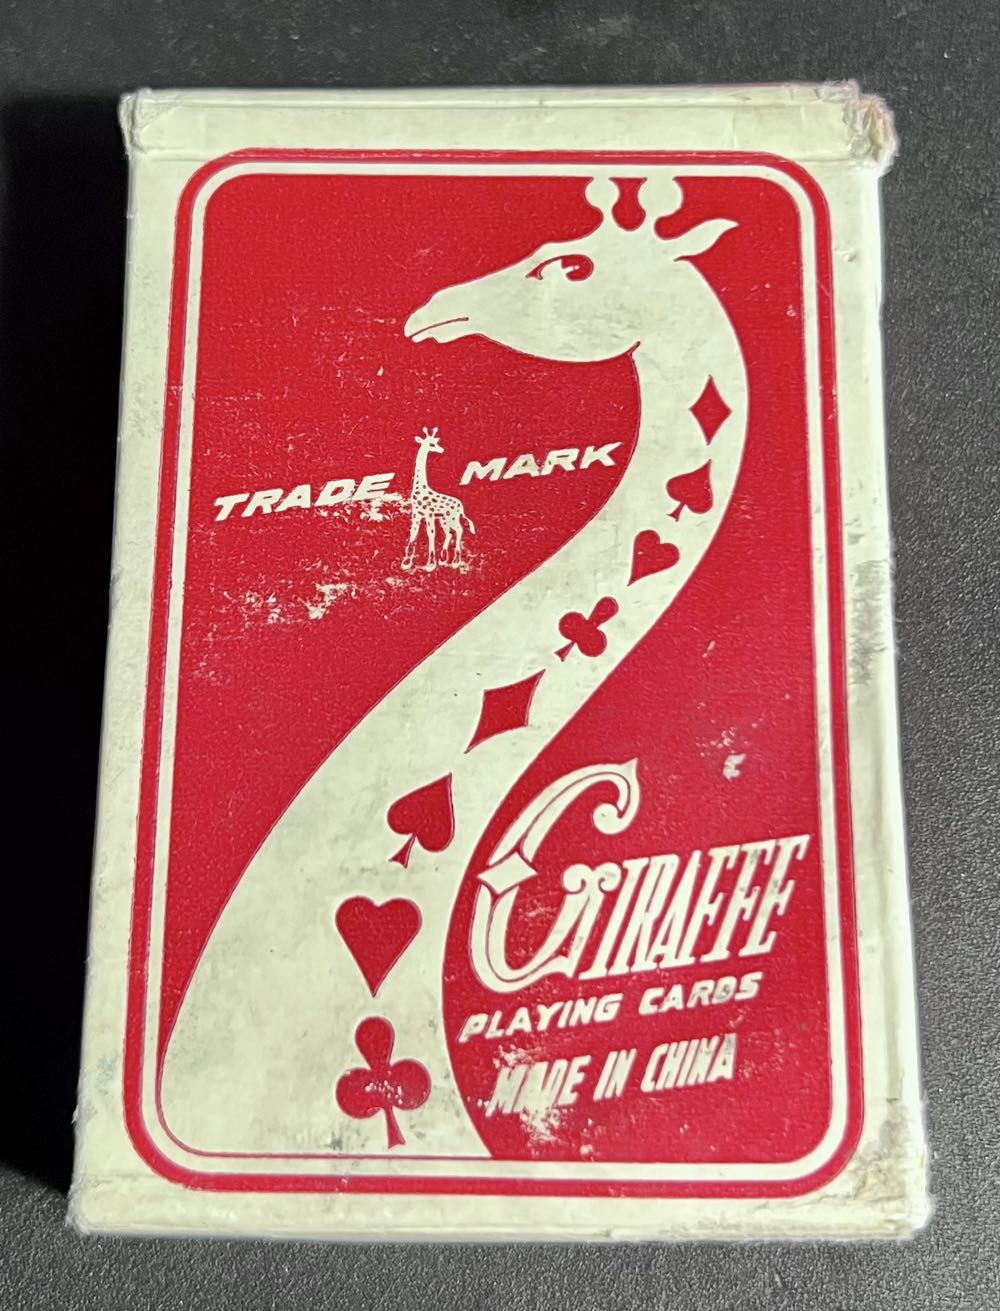 TRADE MARK
GIRAFFE
PLAYING CARDS
MADE IN CHINA